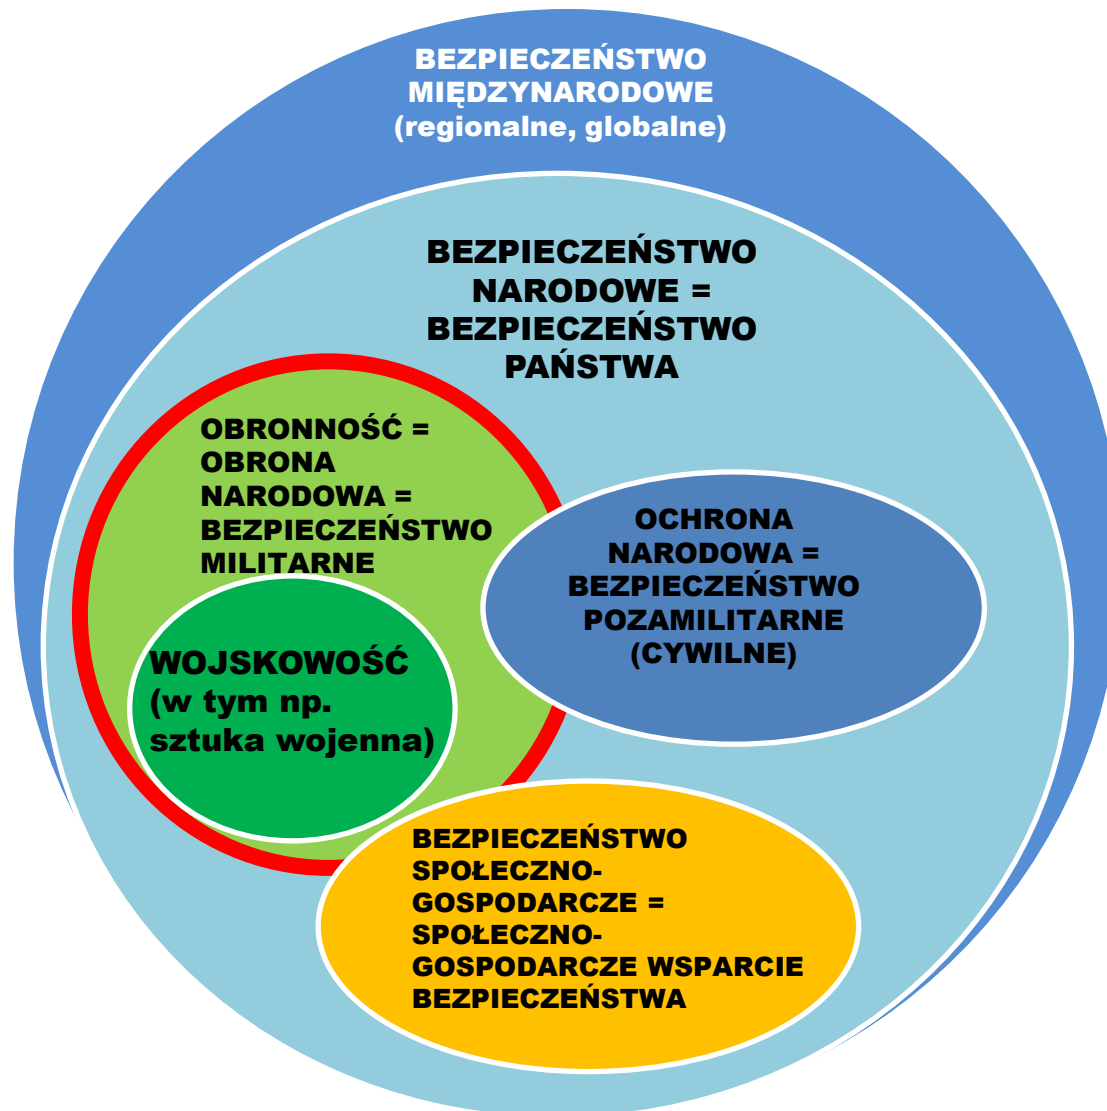 BEZPIECZEŃSTWO
MIĘDZYNARODOWE
(regionalne, globalne)
BEZPIECZEŃSTWO
NARODOWE =
BEZPIECZEŃSTWO
PAŃSTWA
OBRONNOŚĆ =
OBRONA
NARODOWA =
BEZPIECZEŃSTWO
MILITARNE
OCHRONA
NARODOWA =
BEZPIECZEŃSTWO
POZAMILITARNE
(CYWILNE)
WOJSKOWOŚĆ
(w tym np.
sztuka wojenna)
BEZPIECZEŃSTWO
SPOŁECZNO-
GOSPODARCZE =
SPOŁECZNO-
GOSPODARCZE WSPARCIE
BEZPIECZEŃSTWA